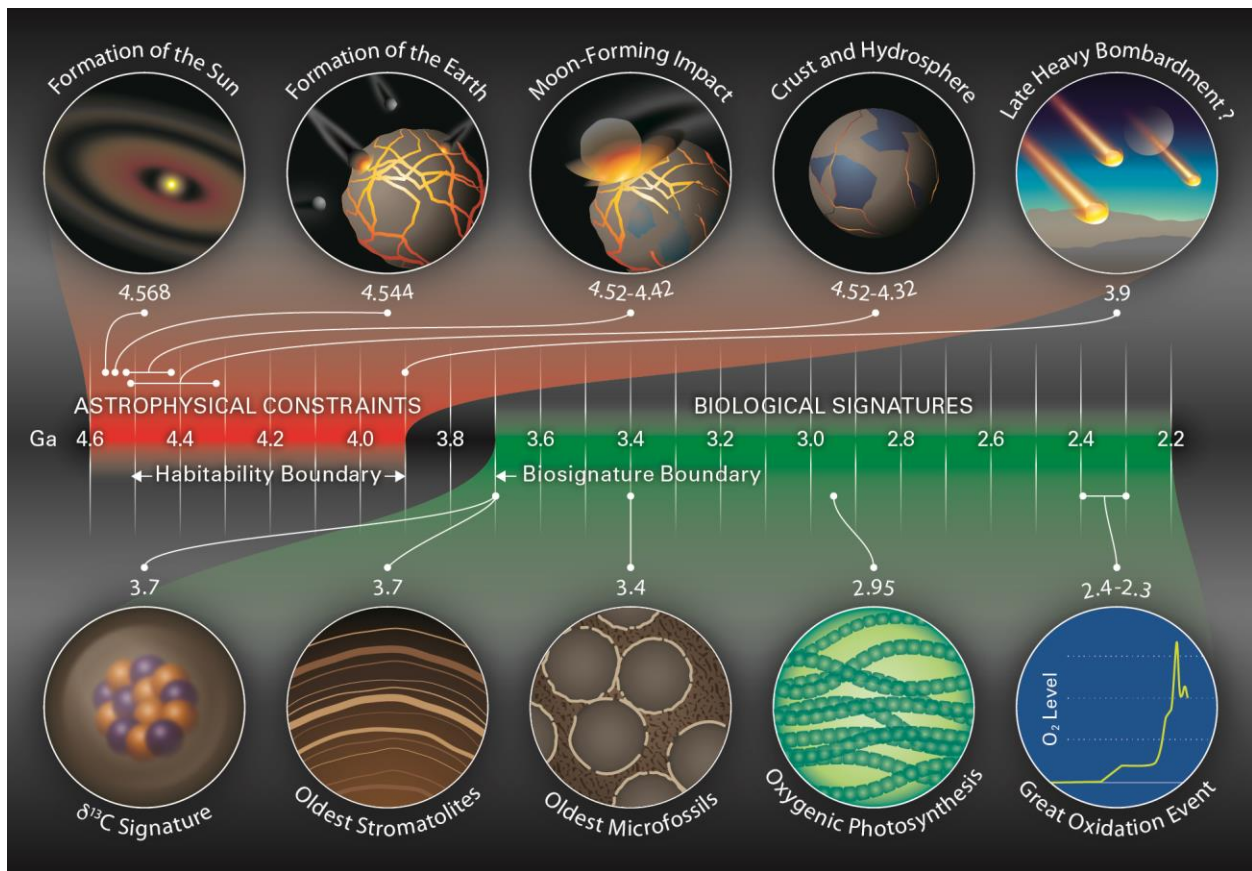 Formation of the Sun
Formation of the Earth
Moon-Forming Impact
Crust and Hydrosphere
Late Heavy Bombardment?
4.568
4.544
4.52-4.42
4.52-4.32
3.9
ASTROPHYSICAL CONSTRAINTS
BIOLOGICAL SIGNATURES
Ga 4.6 4.4 4.2 4.0 3.8 3.6 3.4 3.2 3.0 2.8 2.6 2.4 2.2
Habitability Boundary
Biosignature Boundary
3.7
3.7
3.4
2.95
2.4-2.3
O₂ Level
δ¹³C Signature
Oldest Stromatolites
Oldest Microfossils
Oxygenic Photosynthesis
Great Oxidation Event